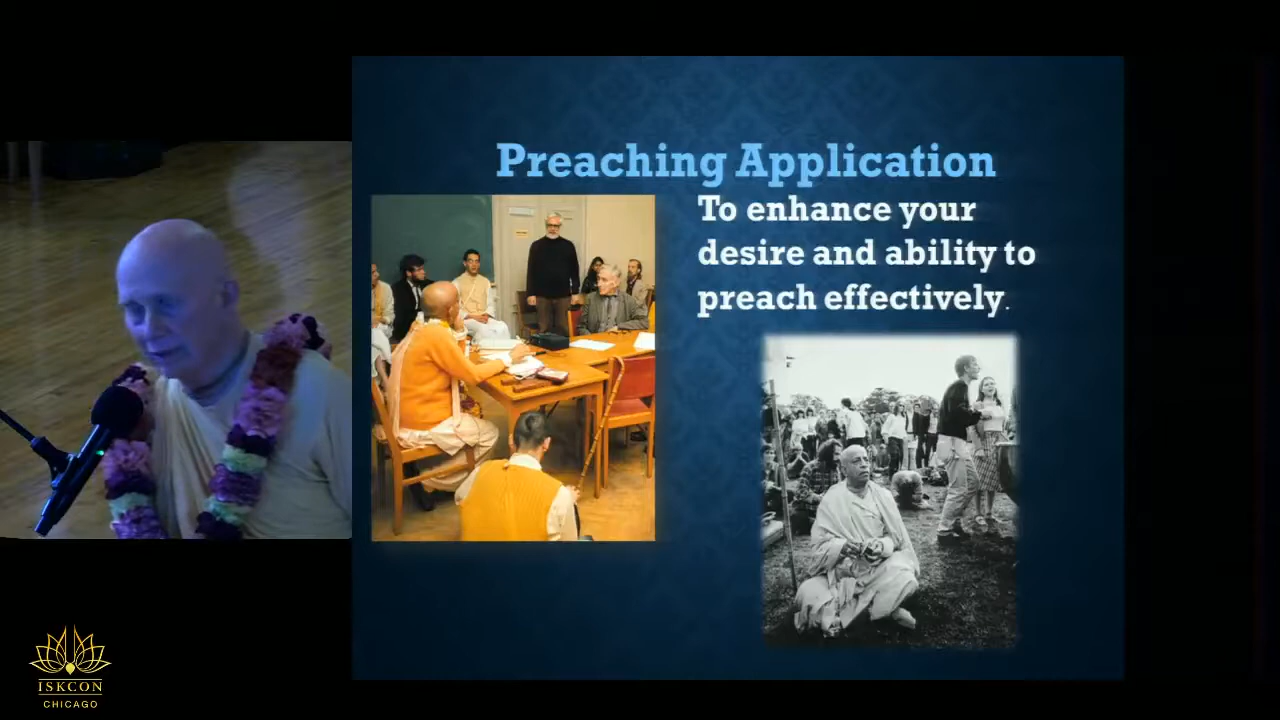 Preaching Application
To enhance your
desire and ability to
preach effectively.
ISKCON
CHICAGO